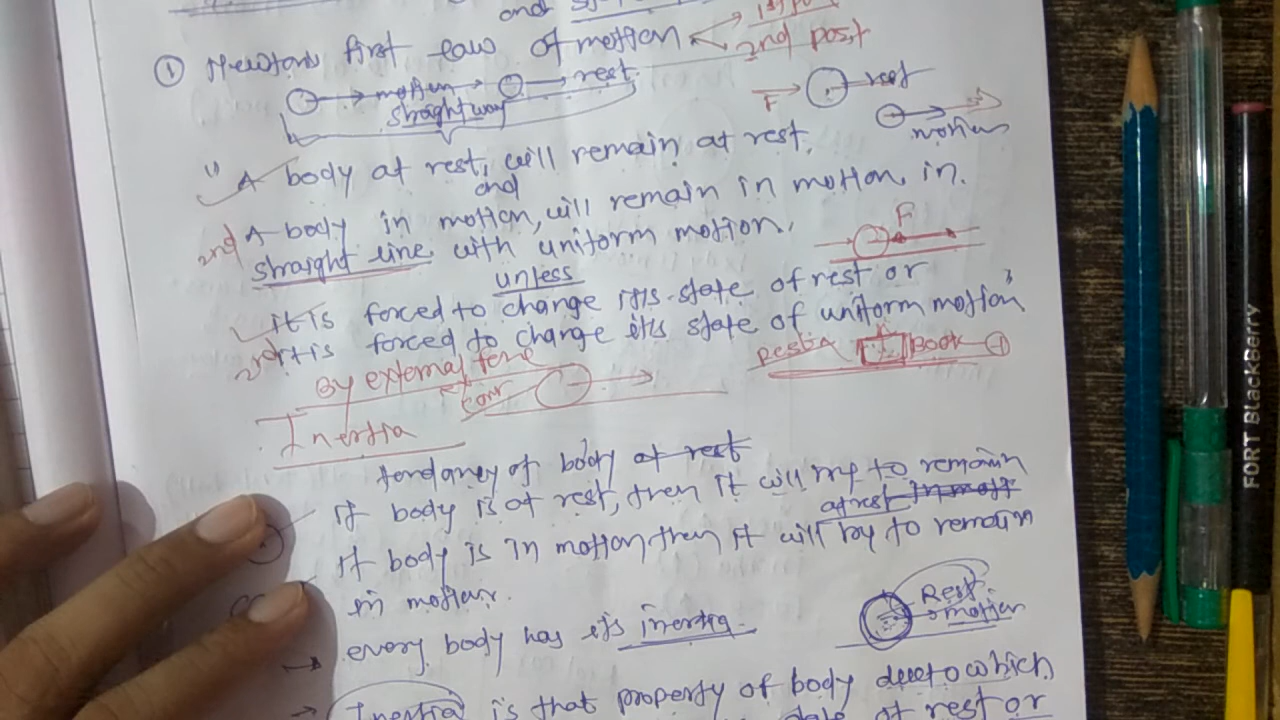 and
① Newtons first law of motion
1st
2nd post
motion rest
straight way
F rest
motion
" A body at rest, will remain at rest,
and
2nd A body in motion, will remain in motion in
straight line with uniform motion.
F
unless
it is forced to change its state of rest or
2nd it is forced to change its state of uniform motion
By external force
Book ①
Inertia
tendancy of body at rest
if body is at rest, then it will try to remain
at rest in motion
if body is in motion then it will try to remain
in motion.
Rest
motion
→ every body has its inertia
→ Inertia is that property of body due to which
at rest or
FORT BlackBerry